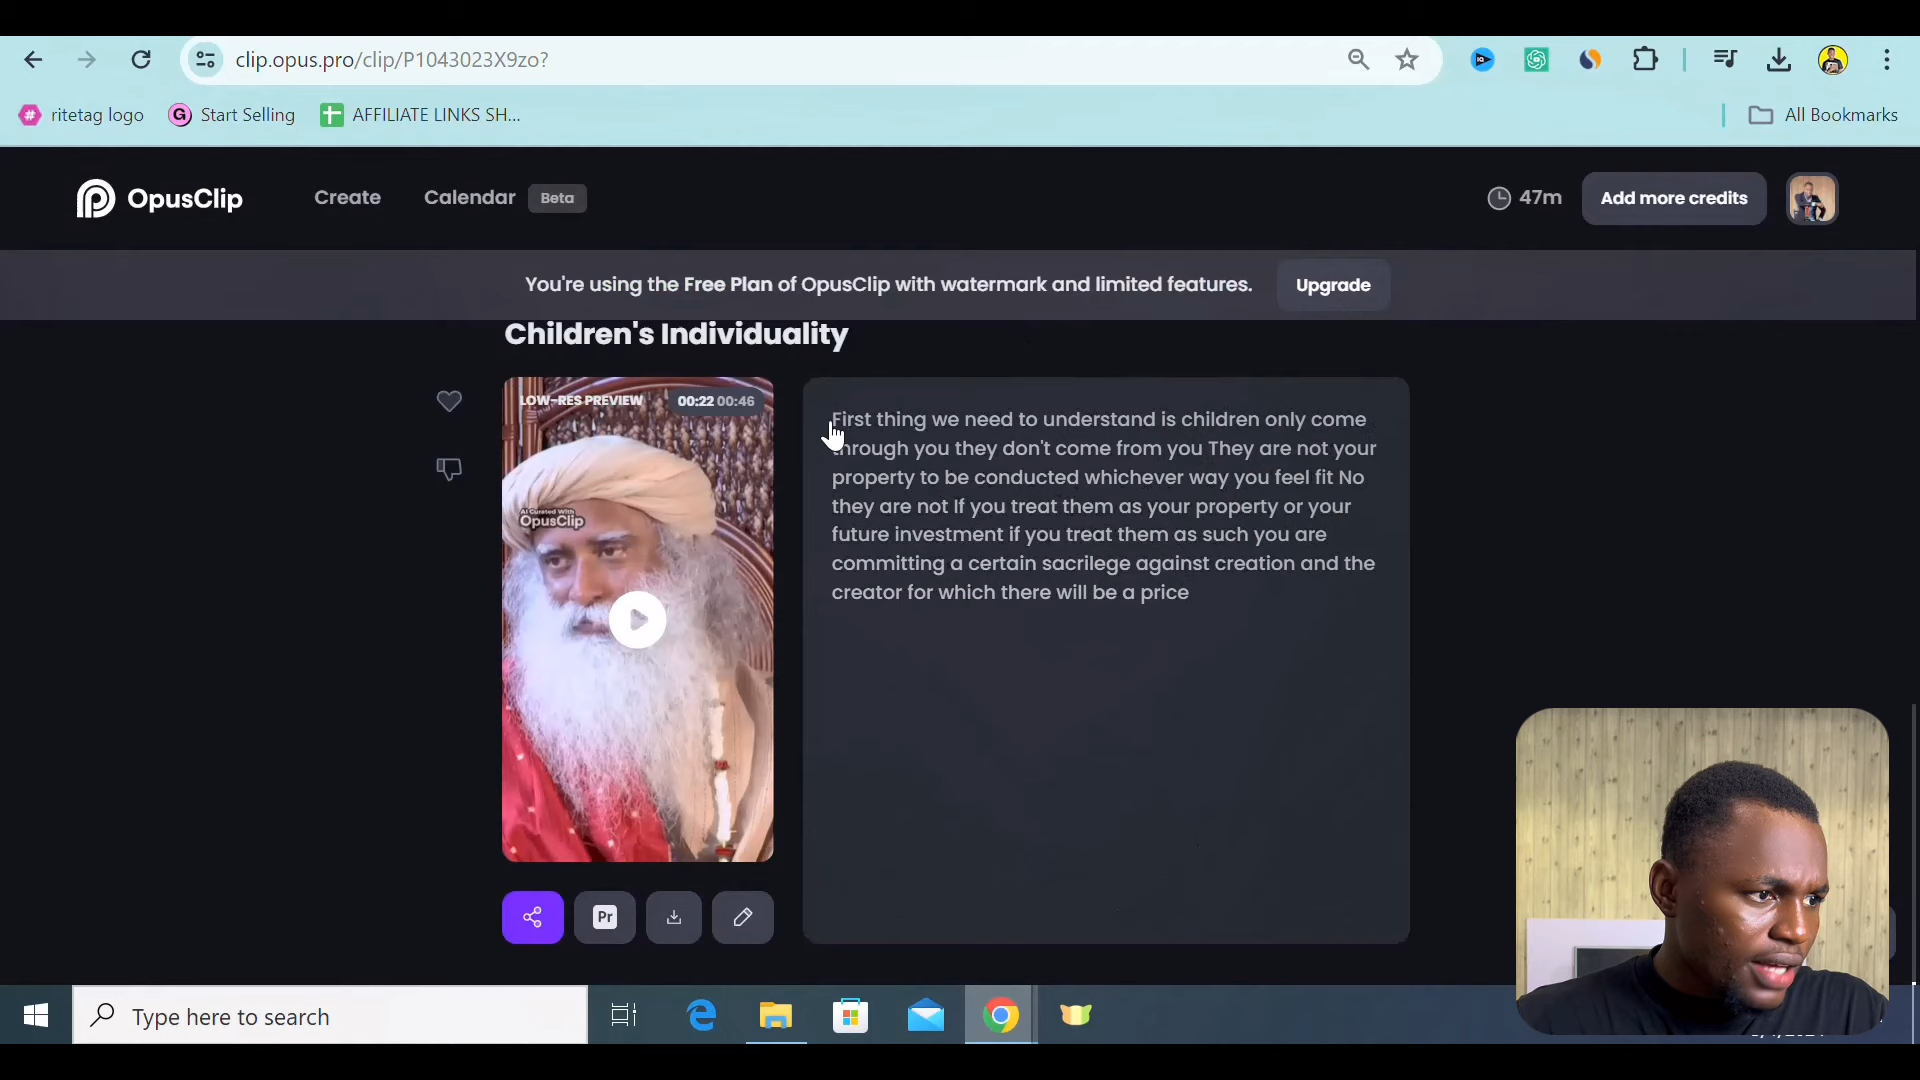 clip.opus.pro/clip/P1043023X9zo?
ritetag logo
Start Selling
AFFILIATE LINKS SH...
All Bookmarks
OpusClip
Create
Calendar
Beta
47m
Add more credits
You're using the Free Plan of OpusClip with watermark and limited features.
Upgrade
Children's Individuality
LOW-RES PREVIEW
00:22 00:46
AI Curated With
OpusClip
First thing we need to understand is children only come
through you they don't come from you They are not your
property to be conducted whichever way you feel fit No
they are not If you treat them as your property or your
future investment if you treat them as such you are
committing a certain sacrilege against creation and the
creator for which there will be a price
Pr
Type here to search